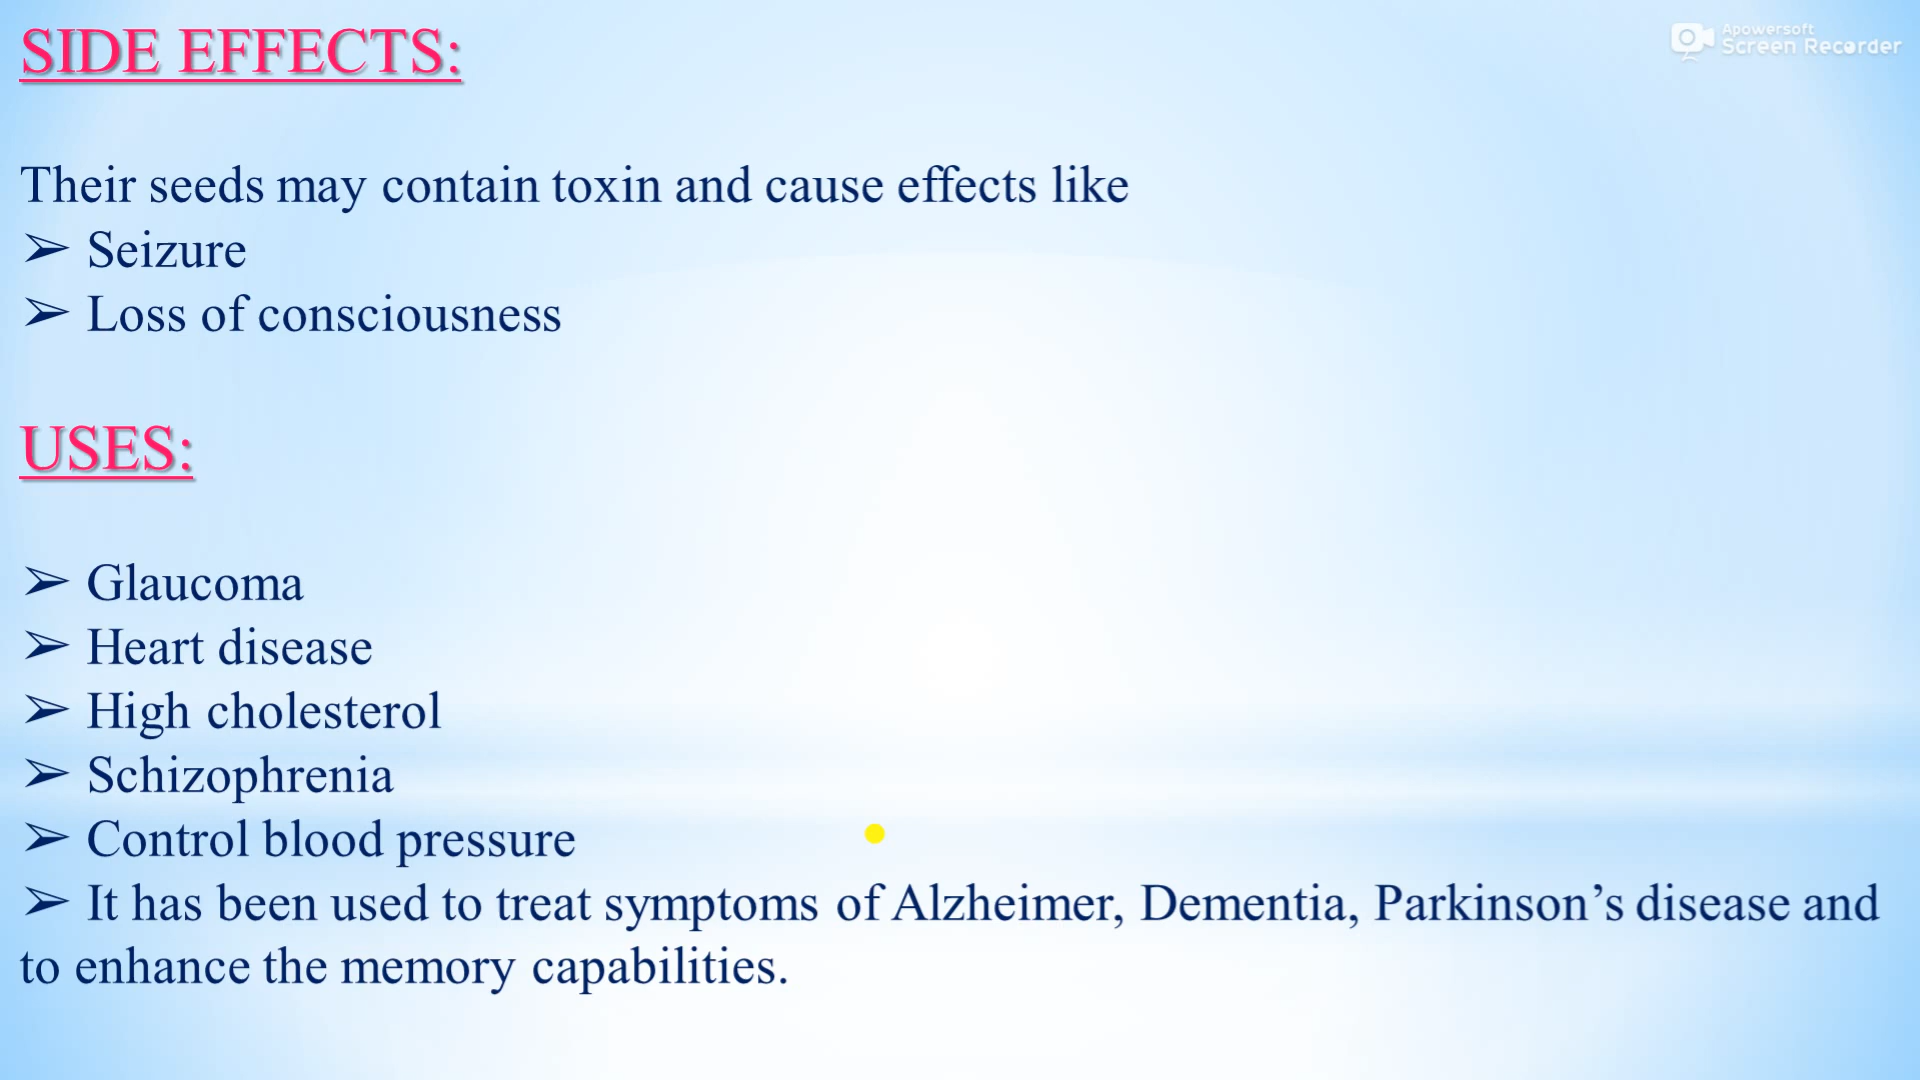 SIDE EFFECTS:
Apowersoft
Screen Recorder
Their seeds may contain toxin and cause effects like
➢ Seizure
➢ Loss of consciousness
USES:
➢ Glaucoma
➢ Heart disease
➢ High cholesterol
➢ Schizophrenia
➢ Control blood pressure
➢ It has been used to treat symptoms of Alzheimer, Dementia, Parkinson’s disease and
to enhance the memory capabilities.